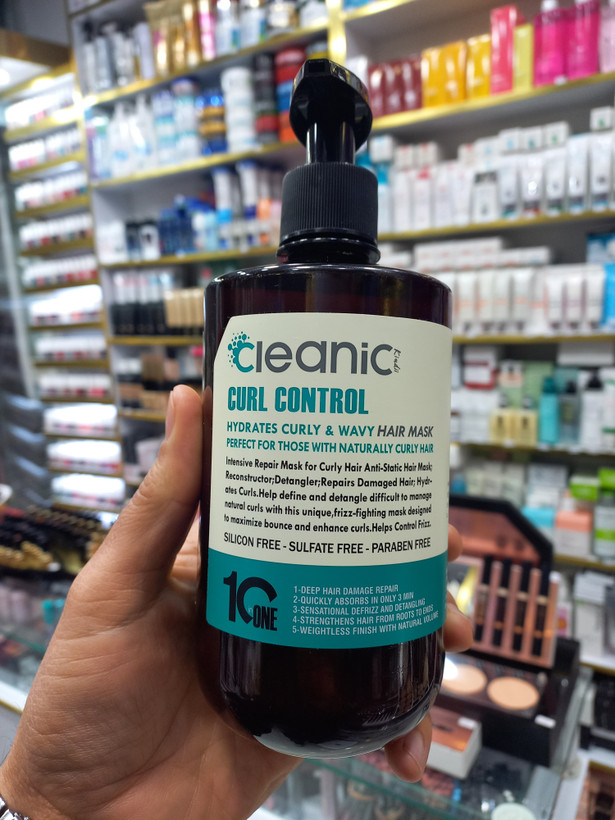 cleanic
CURL CONTROL
HYDRATES CURLY & WAVY HAIR MASK
PERFECT FOR THOSE WITH NATURALLY CURLY HAIR
Intensive Repair Mask for Curly Hair Anti-Static Hair Mask;
Reconstructor;Detangler;Repairs Damaged Hair; Hydr-
ates Curls.Help define and detangle difficult to manage
natural curls with this unique,frizz-fighting mask designed
to maximize bounce and enhance curls.Helps Control Frizz.
SILICON FREE - SULFATE FREE - PARABEN FREE
10 ONE
1-DEEP HAIR DAMAGE REPAIR
2-QUICKLY ABSORBS IN ONLY 3 MIN
3-SENSATIONAL DEFRIZZ AND DETANGLING
4-STRENGTHENS HAIR FROM ROOTS TO ENDS
5-WEIGHTLESS FINISH WITH NATURAL VOLUME